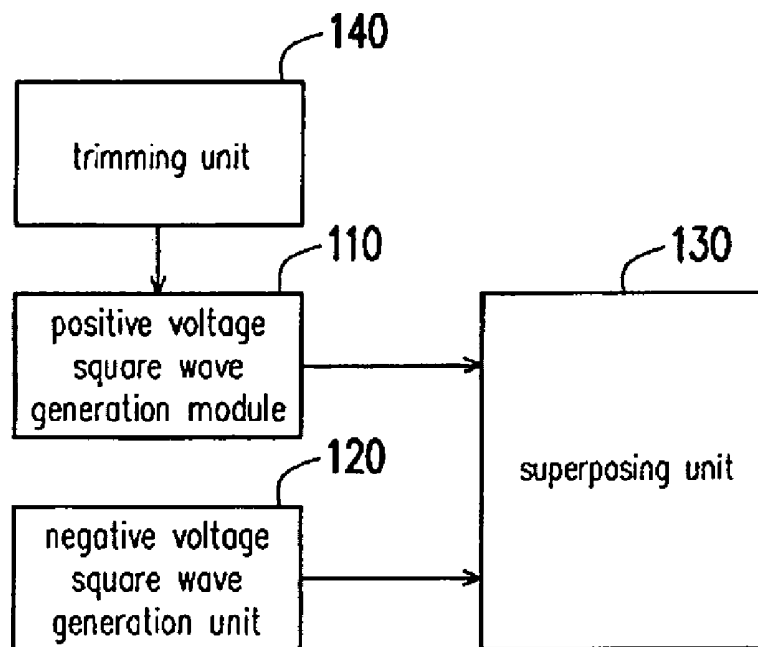 140
trimming unit
110
positive voltage
square wave
generation module
130
superposing unit
120
negative voltage
square wave
generation unit